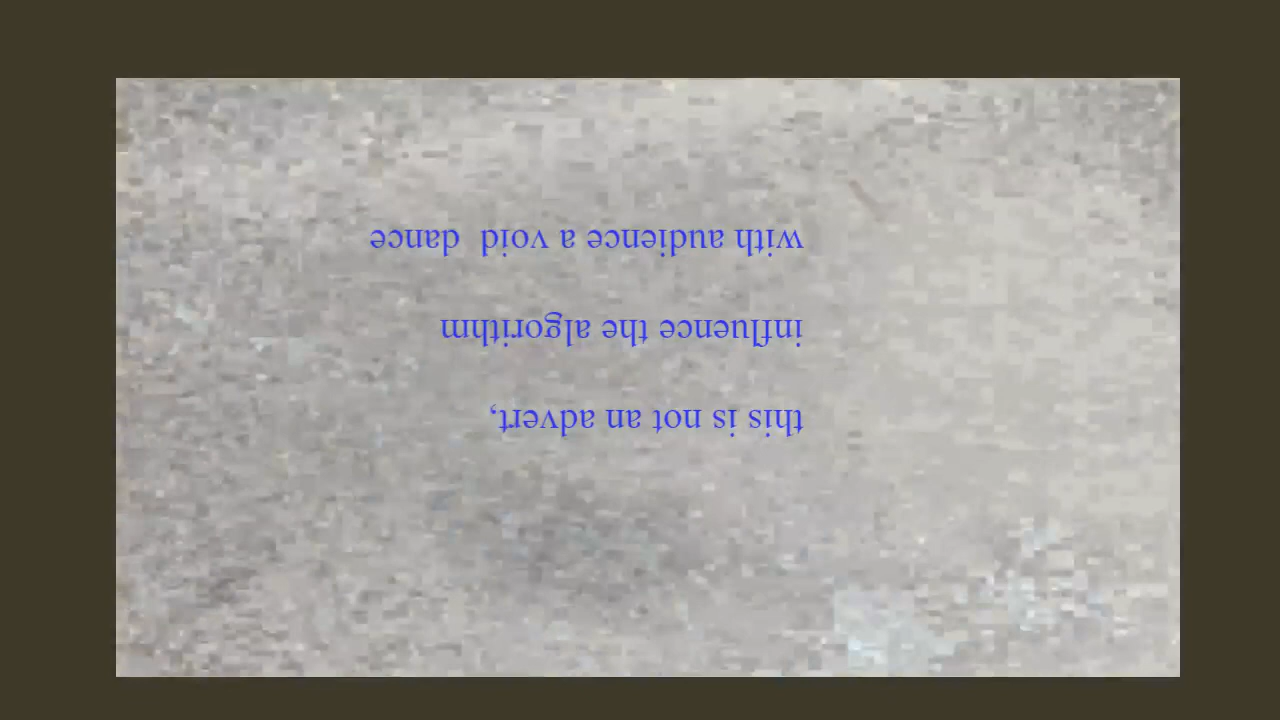 this is not an advert,
influence the algorithm
with audience a void  dance